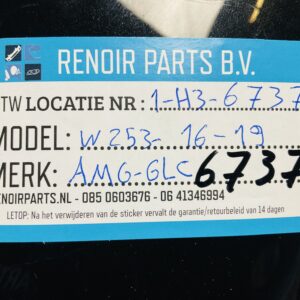 RENOIR PARTS B.V.
TW LOCATIE NR : 1-H3-6737
MODEL: W253- 16-19
MERK: AMG-GLC 6737
ENOIRPARTS.NL - 085 0603676 - 06 41346994
LETOP: Na het verwijderen van de sticker vervalt de garantie/retourbeleid van 14 dagen